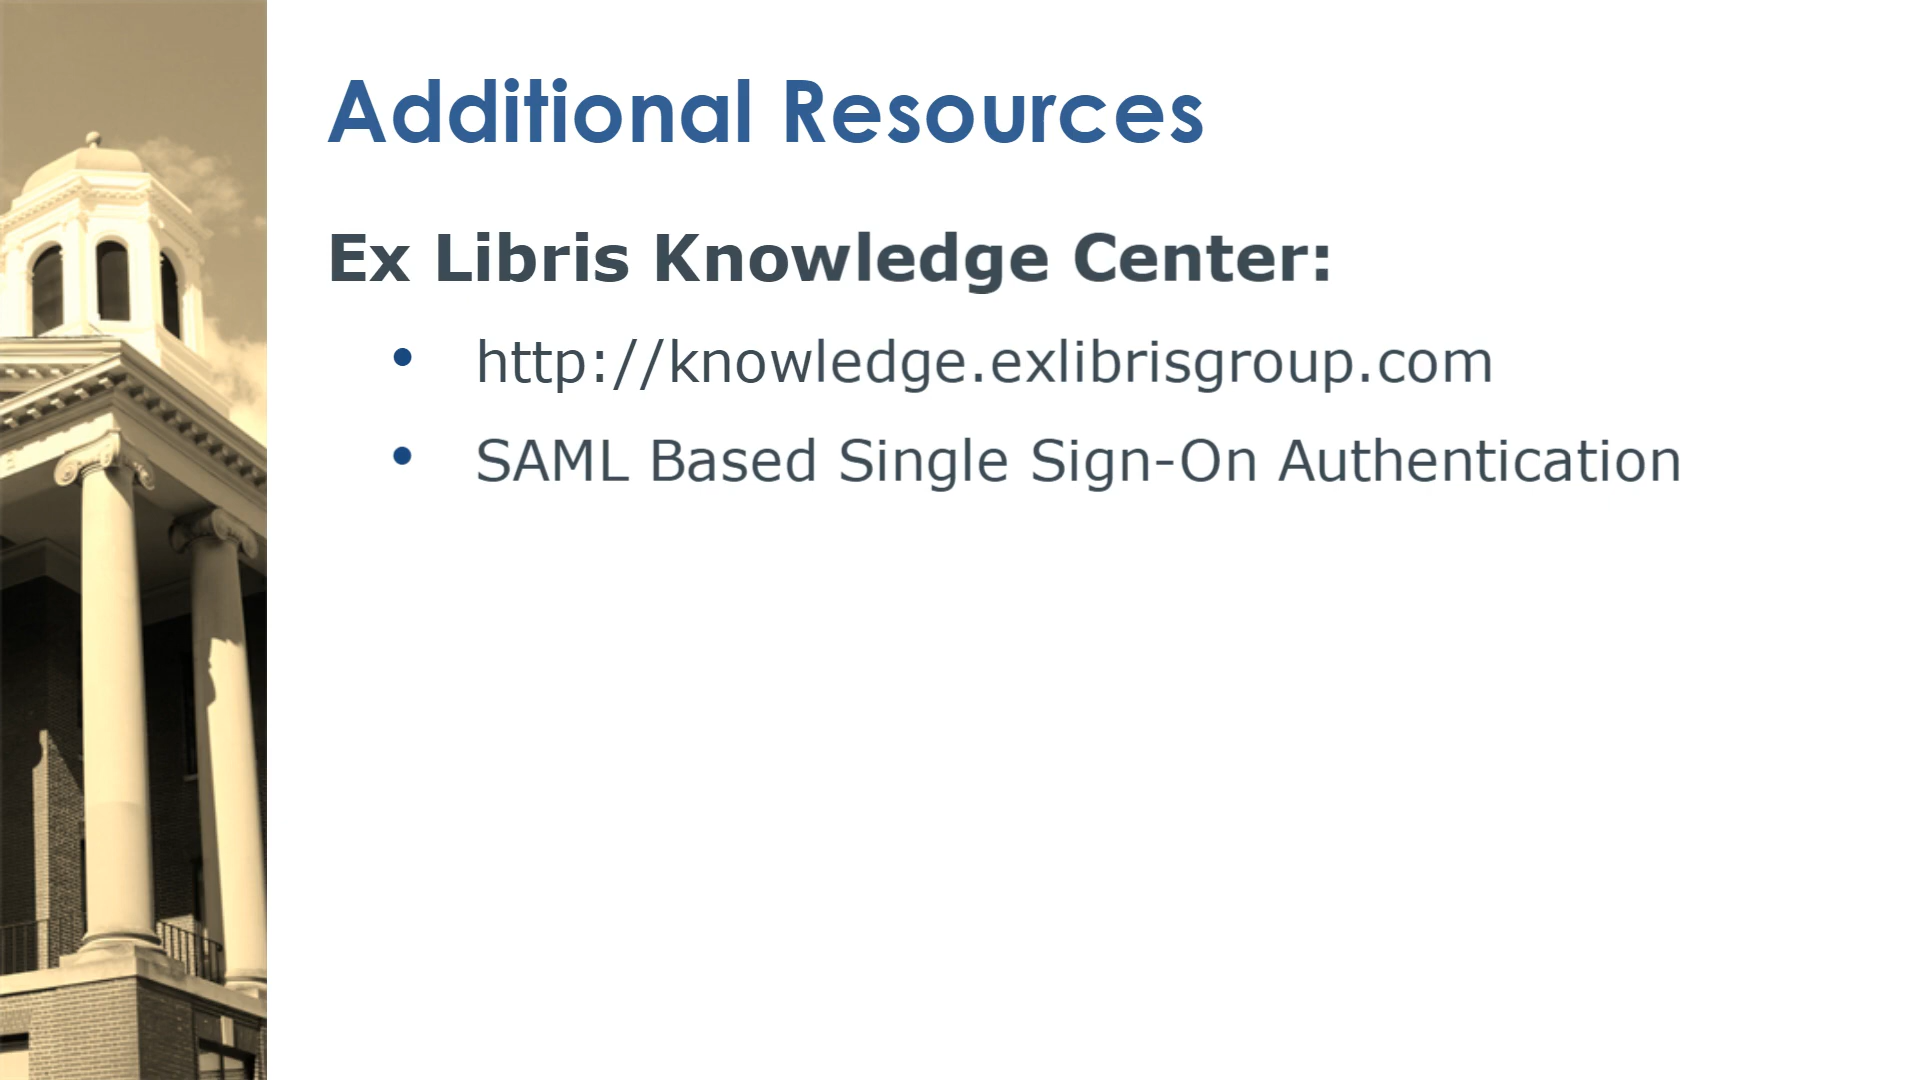 Additional Resources
Ex Libris Knowledge Center:
• http://knowledge.exlibrisgroup.com
• SAML Based Single Sign-On Authentication